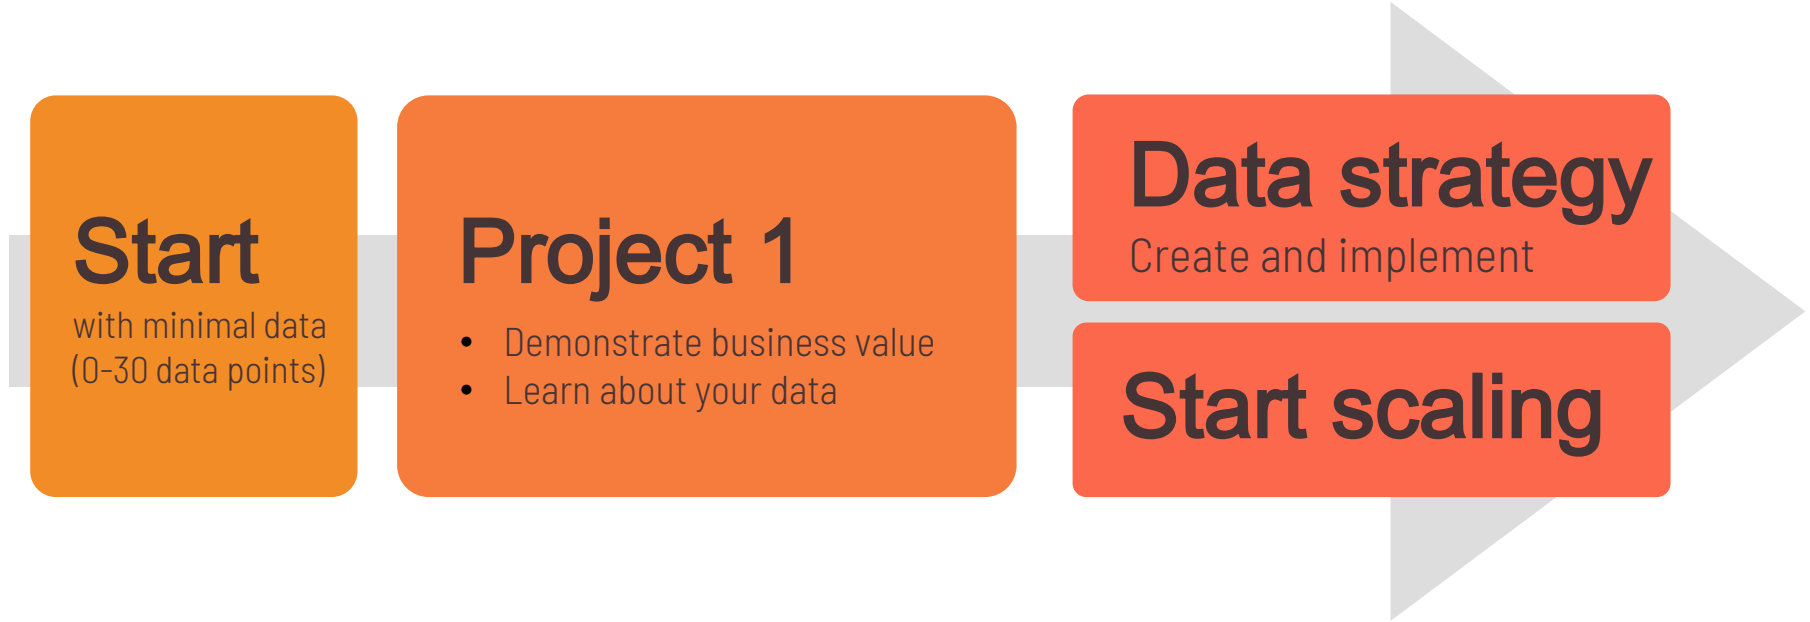 Start
with minimal data
(0-30 data points)
Project 1
• Demonstrate business value
• Learn about your data
Data strategy
Create and implement
Start scaling